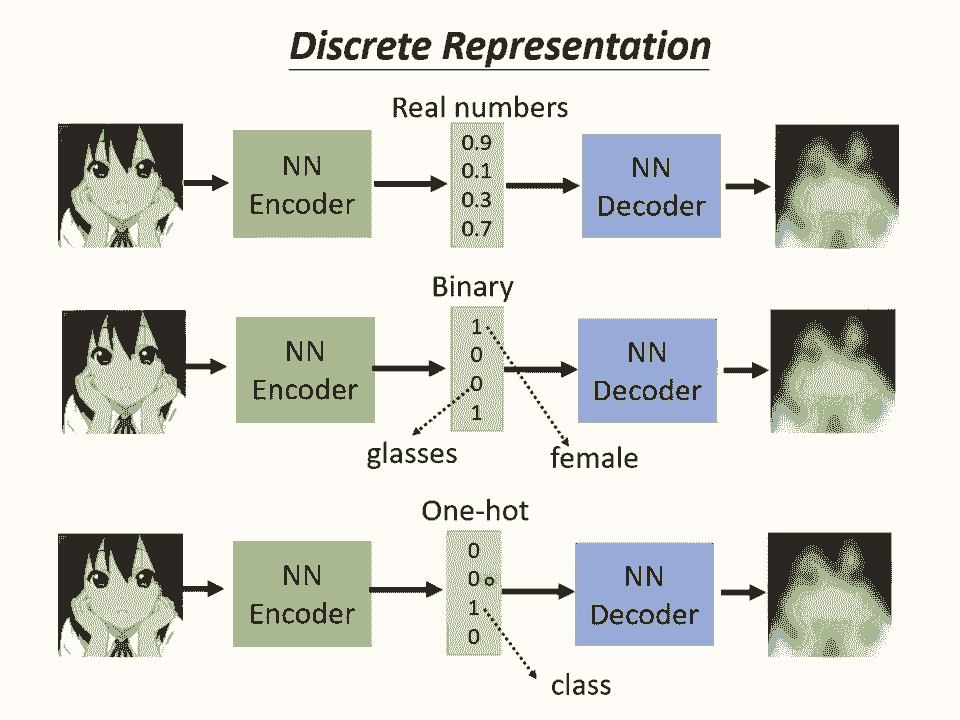 Discrete Representation
Real numbers
NN
Encoder
0.9
0.1
0.3
0.7
NN
Decoder
Binary
NN
Encoder
1
0
0
1
NN
Decoder
glasses
female
One-hot
NN
Encoder
0
0
1
0
NN
Decoder
class